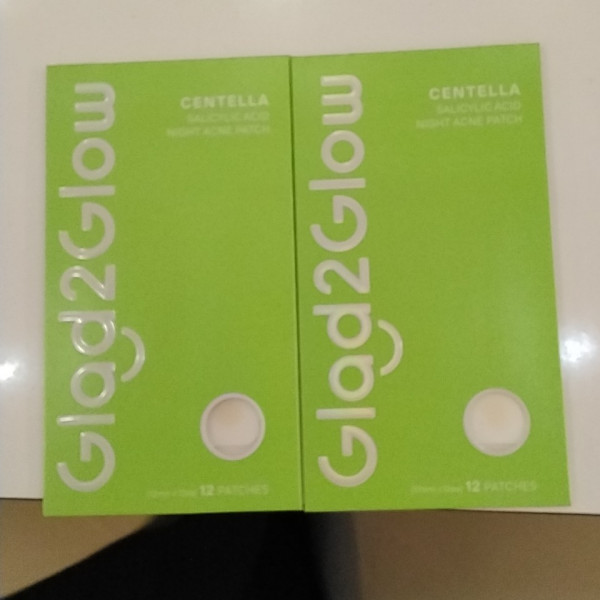 Glad2Glow
CENTELLA
SALICYLIC ACID
NIGHT ACNE PATCH
12 PATCHES
Glad2Glow
CENTELLA
SALICYLIC ACID
NIGHT ACNE PATCH
12 PATCHES